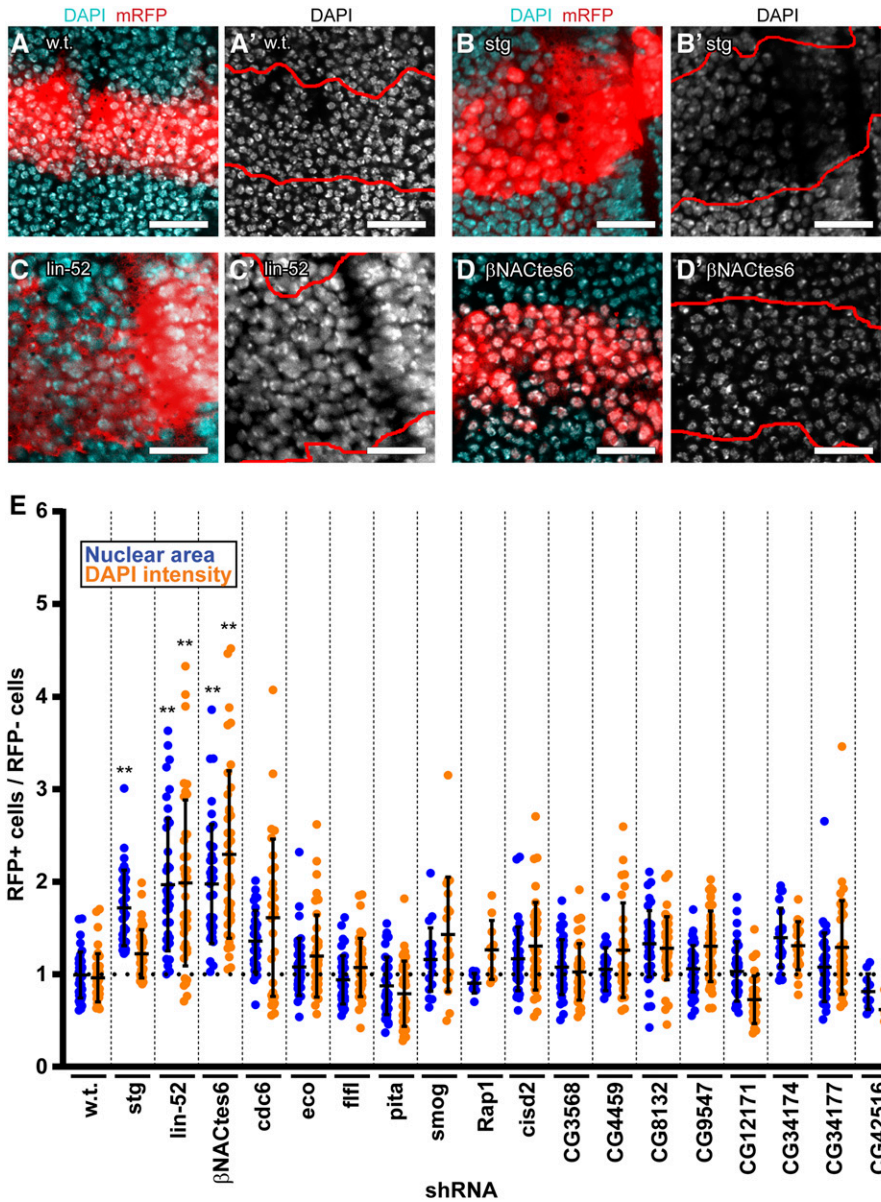 DAPI mRFP
DAPI
DAPI mRFP
DAPI
A w.t.
A' w.t.
B stg
B' stg
C lin-52
C' lin-52
D βNACtes6
D' βNACtes6
E
6
5
4
3
2
1
0
RFP+ cells / RFP- cells
Nuclear area
DAPI intensity
**
**
**
**
**
w.t.
stg
lin-52
βNACtes6
cdc6
eco
flfl
pita
smog
Rap1
cisd2
CG3568
CG4459
CG8132
CG9547
CG12171
CG34174
CG34177
CG42516
shRNA